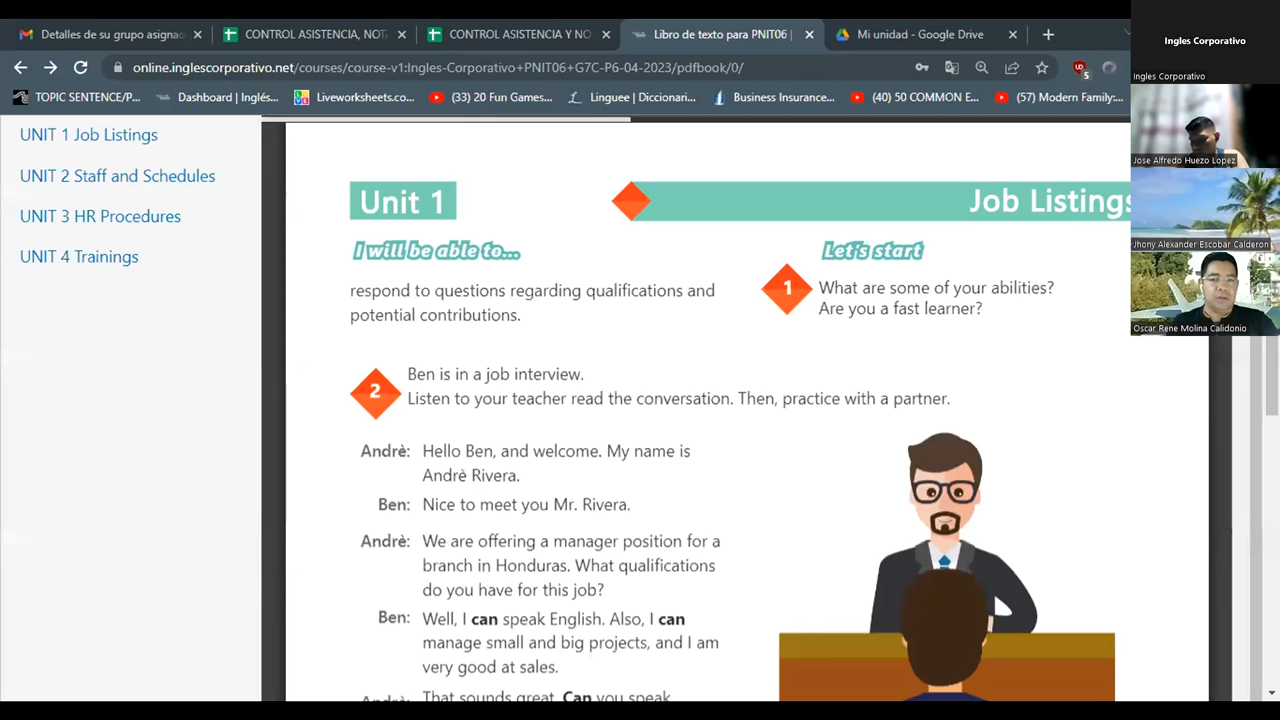 Detalles de su grupo asigna
CONTROL ASISTENCIA, NOT
CONTROL ASISTENCIA Y NO
Libro de texto para PNIT06 |
Mi unidad - Google Drive
online.inglescorporativo.net/courses/course-v1:Ingles-Corporativo+PNIT06+G7C-P6-04-2023/pdfbook/0/
TOPIC SENTENCE/P...
Dashboard | Inglés...
Liveworksheets.co...
(33) 20 Fun Games...
Linguee | Diccionari...
Business Insurance...
(40) 50 COMMON E...
(57) Modern Family:...
Ingles Corporativo
Ingles Corporativo
Jose Alfredo Huezo Lopez
Jhony Alexander Escobar Calderon
Oscar Rene Molina Calidonio
UNIT 1 Job Listings
UNIT 2 Staff and Schedules
UNIT 3 HR Procedures
UNIT 4 Trainings
Unit 1
Job Listings
I will be able to...
respond to questions regarding qualifications and
potential contributions.
Let's start
1
What are some of your abilities?
Are you a fast learner?
2
Ben is in a job interview.
Listen to your teacher read the conversation. Then, practice with a partner.
Andrè: Hello Ben, and welcome. My name is
Andrè Rivera.
Ben: Nice to meet you Mr. Rivera.
Andrè: We are offering a manager position for a
branch in Honduras. What qualifications
do you have for this job?
Ben: Well, I can speak English. Also, I can
manage small and big projects, and I am
very good at sales.
Andrè: That sounds great. Can you speak